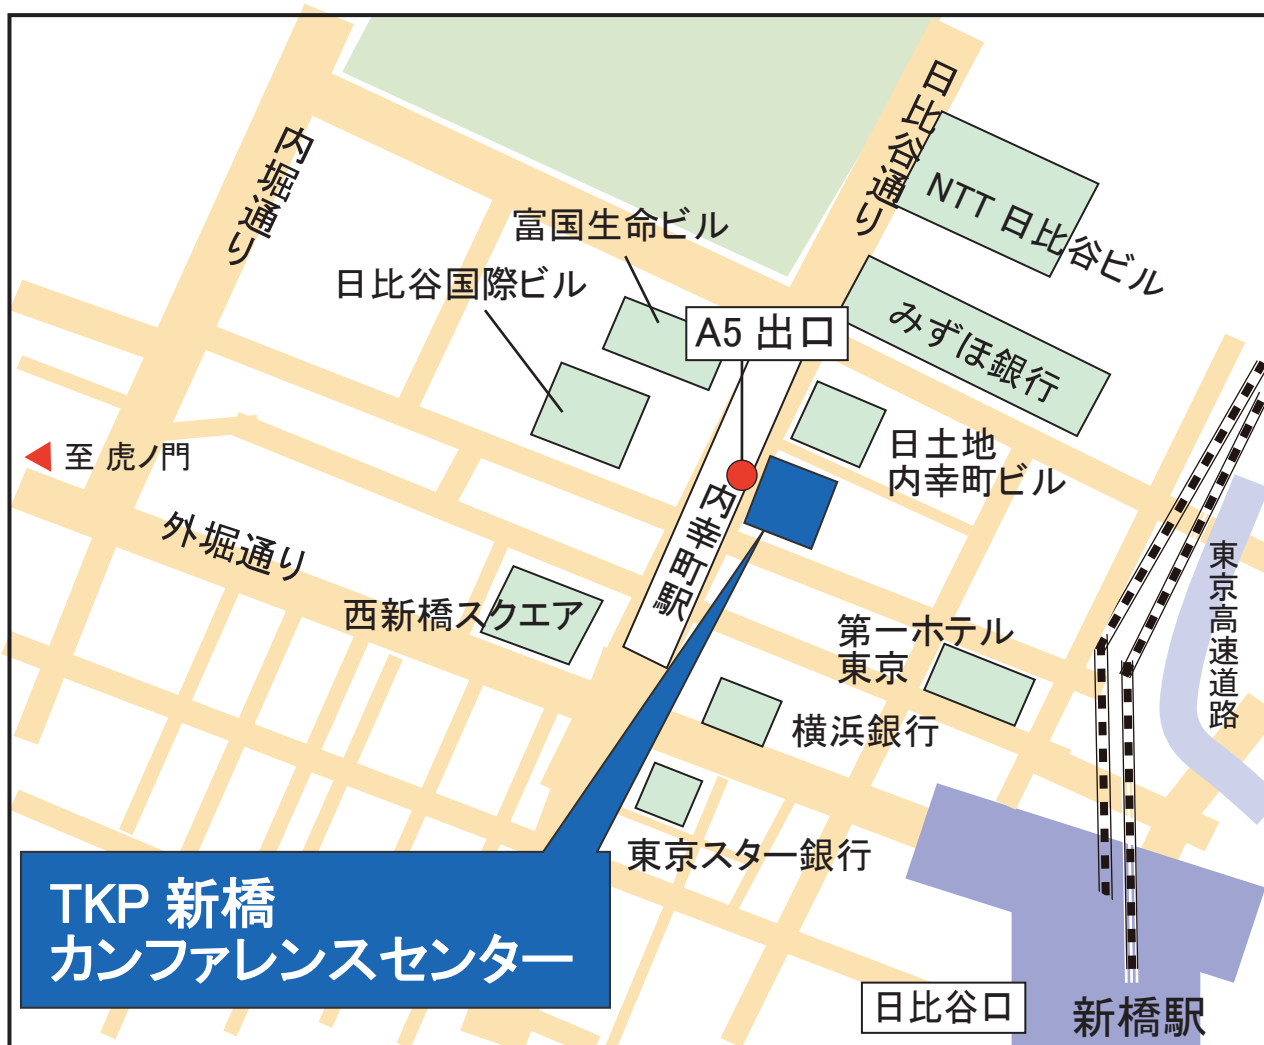 内堀通り
日比谷通り
NTT 日比谷ビル
富国生命ビル
日比谷国際ビル
A5 出口
みずほ銀行
日土地
内幸町ビル
至 虎ノ門
外堀通り
内幸町駅
東京高速道路
西新橋スクエア
第一ホテル
東京
横浜銀行
東京スター銀行
TKP 新橋
カンファレンスセンター
日比谷口
新橋駅